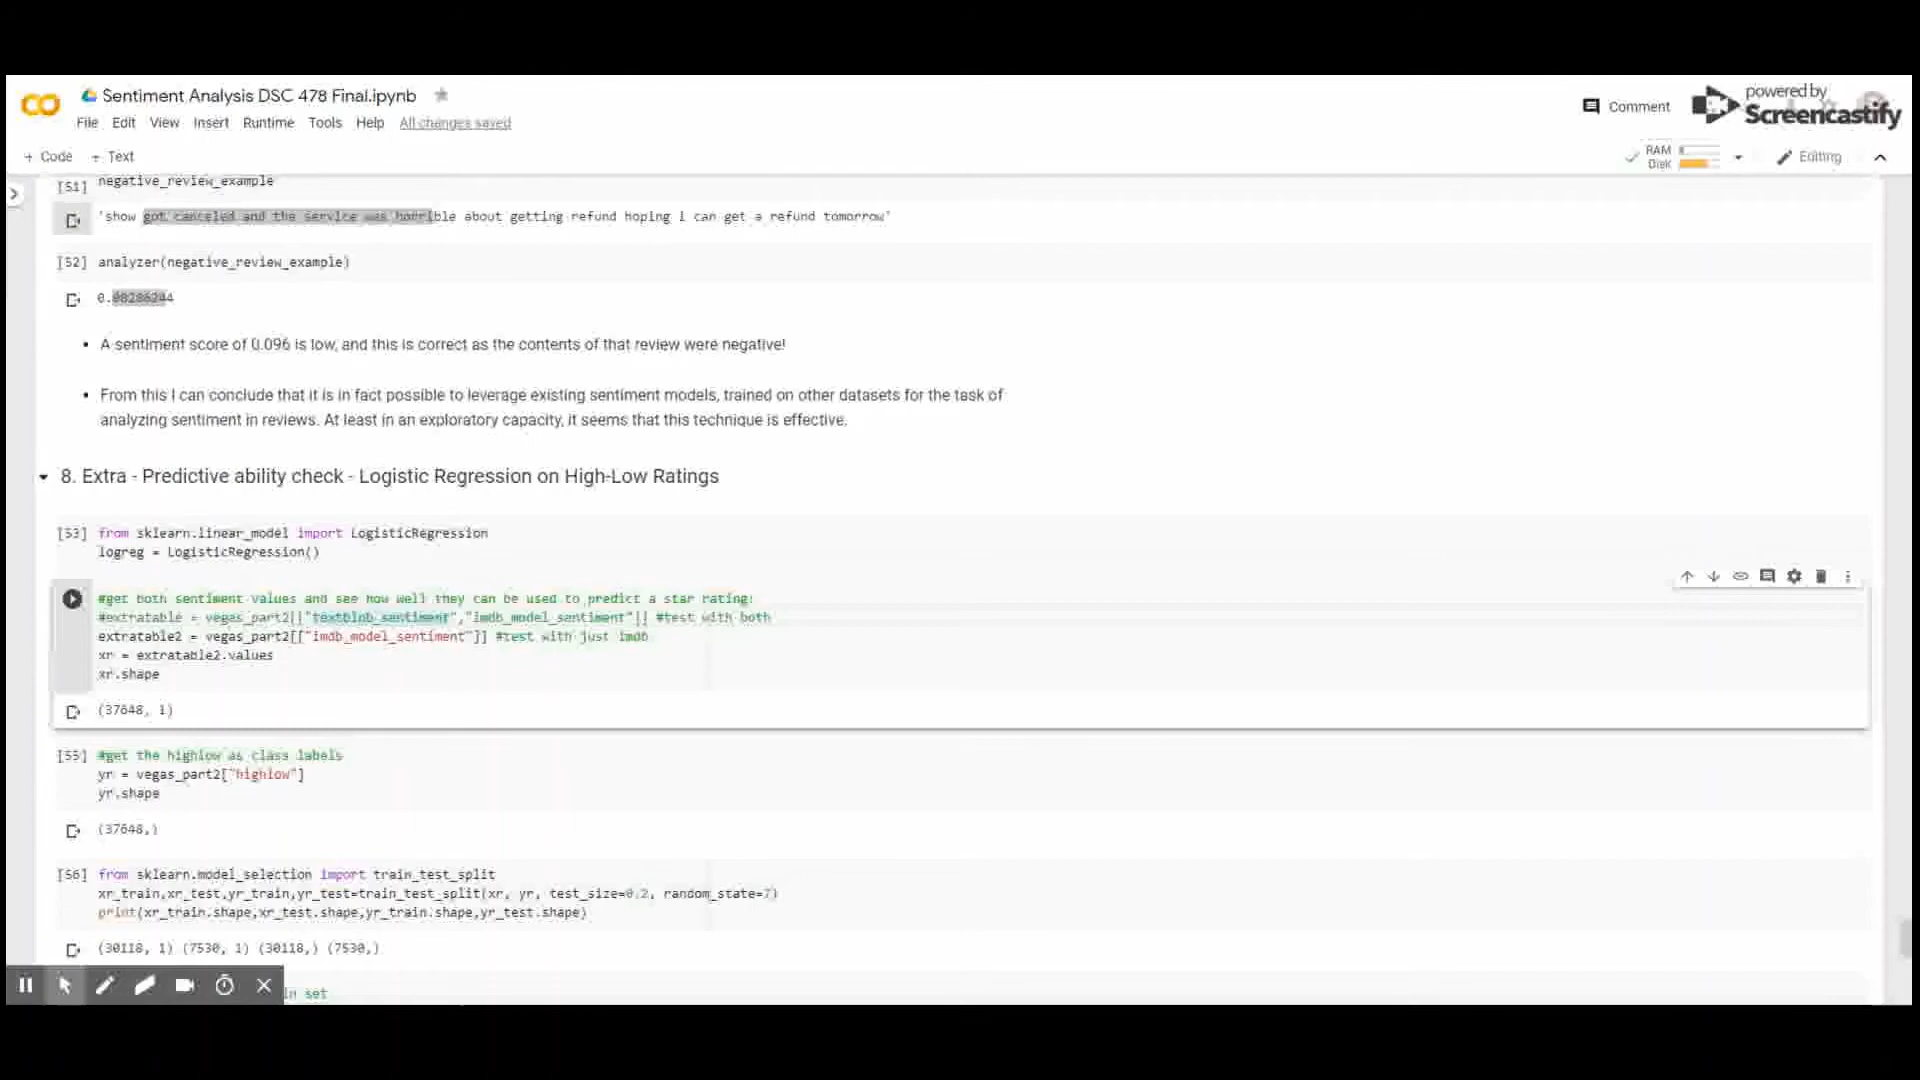 Sentiment Analysis DSC 478 Final.ipynb
File Edit View Insert Runtime Tools Help All changes saved
Comment
powered by
Screencastify
+ Code + Text
RAM
Disk
Editing
[51] negative_review_example
'show got canceled and the service was horrible about getting refund hoping i can get a refund tomorrow'
[52] analyzer(negative_review_example)
• A sentiment score of 0.096 is low, and this is correct as the contents of that review were negative!
• From this I can conclude that it is in fact possible to leverage existing sentiment models, trained on other datasets for the task of
analyzing sentiment in reviews. At least in an exploratory capacity, it seems that this technique is effective.
8. Extra - Predictive ability check - Logistic Regression on High-Low Ratings
[53] from sklearn.linear_model import LogisticRegression
logreg = LogisticRegression()
#get both sentiment values and see how well they can be used to predict a star rating:
#extratable = vegas_part2[["textblob_sentiment","imdb_model_sentiment"]] #test with both
extratable2 = vegas_part2[["imdb_model_sentiment"]] #test with just imdb
xr = extratable2.values
xr.shape
(37648, 1)
[55] #get the highlow as class labels
yr = vegas_part2["highlow"]
yr.shape
(37648,)
[56] from sklearn.model_selection import train_test_split
xr_train,xr_test,yr_train,yr_test=train_test_split(xr, yr, test_size=0.2, random_state=7)
print(xr_train.shape,xr_test.shape,yr_train.shape,yr_test.shape)
(30118, 1) (7530, 1) (30118,) (7530,)
in set